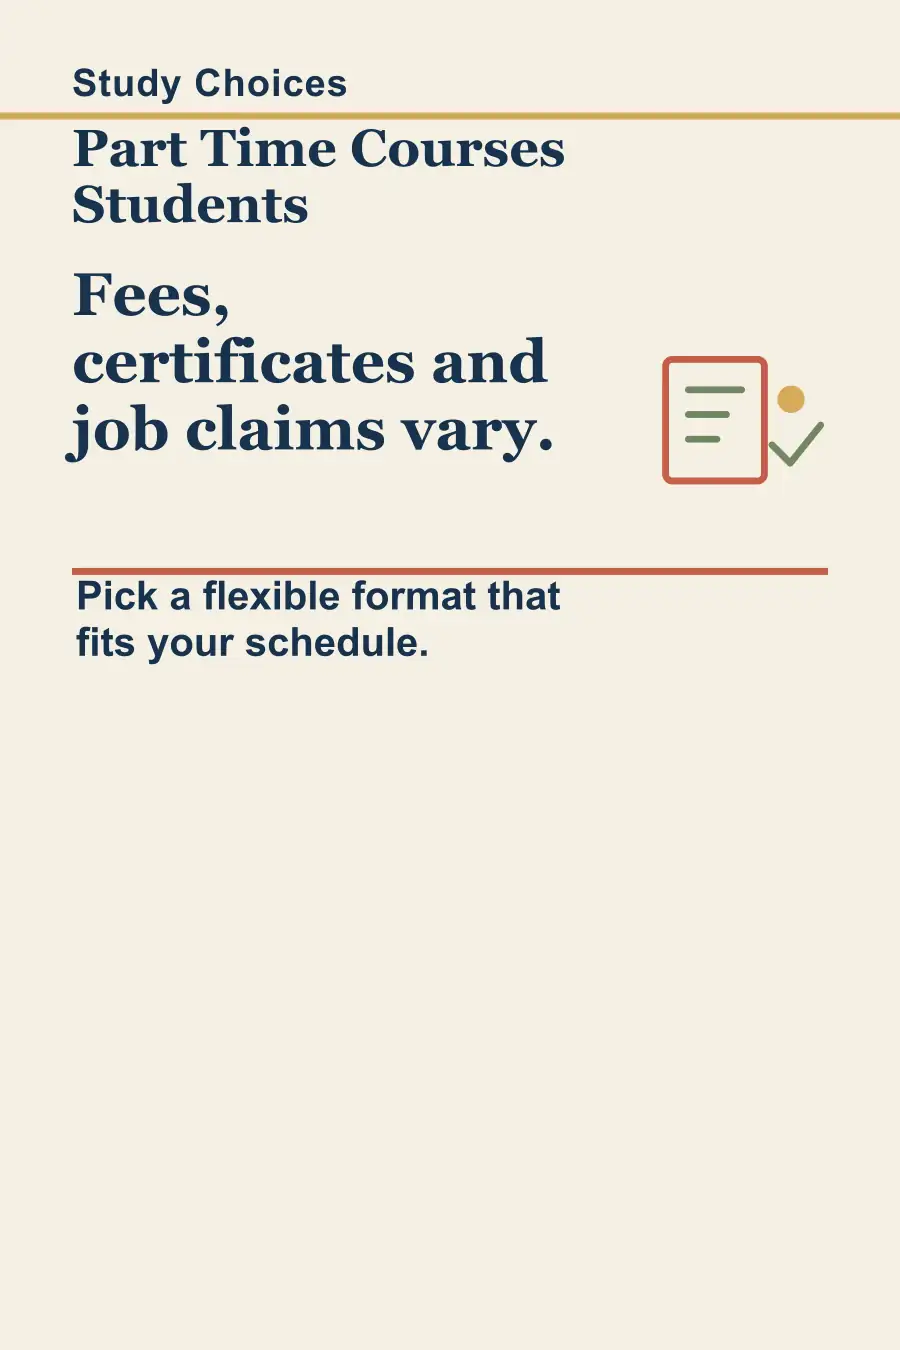 Study Choices
Part Time Courses
Students
Fees,
certificates and
job claims vary.
Pick a flexible format that
fits your schedule.